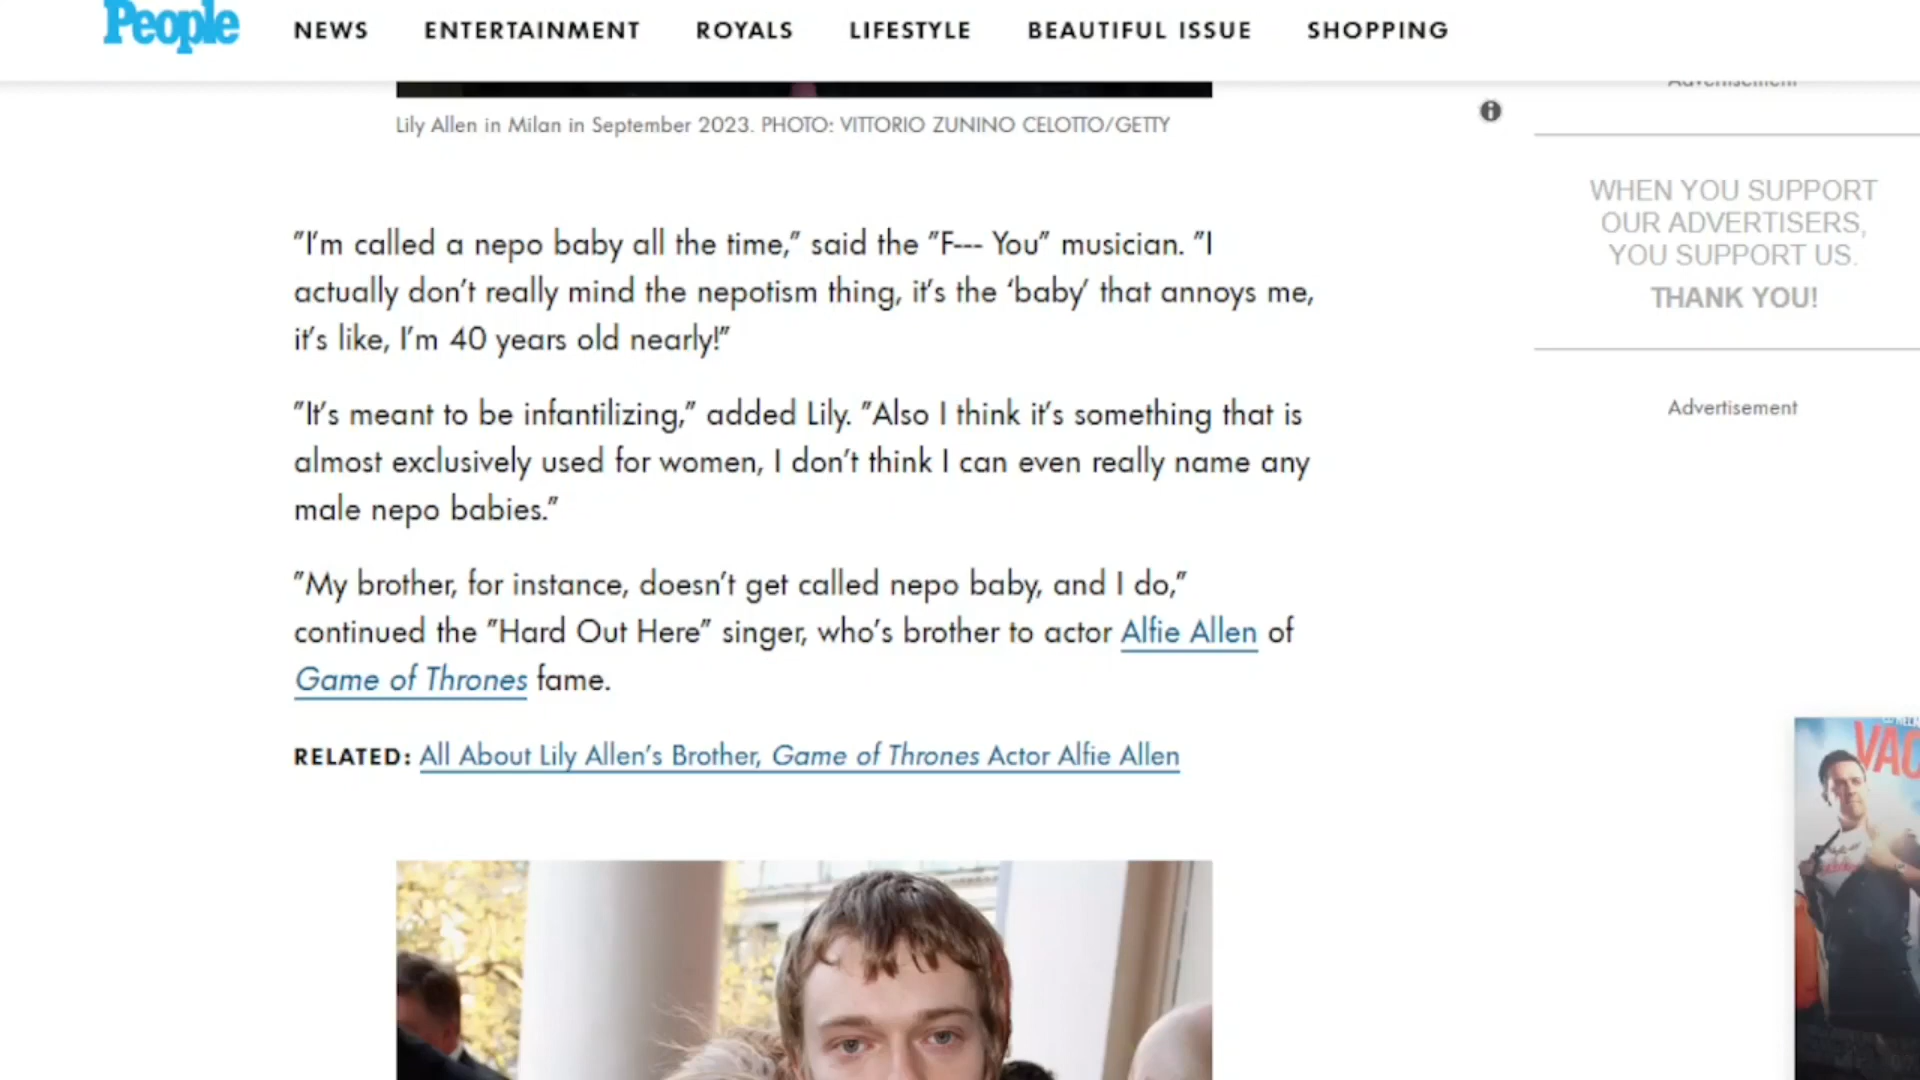 People
NEWS
ENTERTAINMENT
ROYALS
LIFESTYLE
BEAUTIFUL ISSUE
SHOPPING
Advertisement
Lily Allen in Milan in September 2023. PHOTO: VITTORIO ZUNINO CELOTTO/GETTY
"I'm called a nepo baby all the time," said the "F--- You" musician. "I
actually don't really mind the nepotism thing, it's the 'baby' that annoys me,
it's like, I'm 40 years old nearly!"
"It's meant to be infantilizing," added Lily. "Also I think it's something that is
almost exclusively used for women, I don't think I can even really name any
male nepo babies."
"My brother, for instance, doesn't get called nepo baby, and I do,"
continued the "Hard Out Here" singer, who's brother to actor Alfie Allen of
Game of Thrones fame.
RELATED: All About Lily Allen's Brother, Game of Thrones Actor Alfie Allen
WHEN YOU SUPPORT
OUR ADVERTISERS,
YOU SUPPORT US.
THANK YOU!
Advertisement
VAC